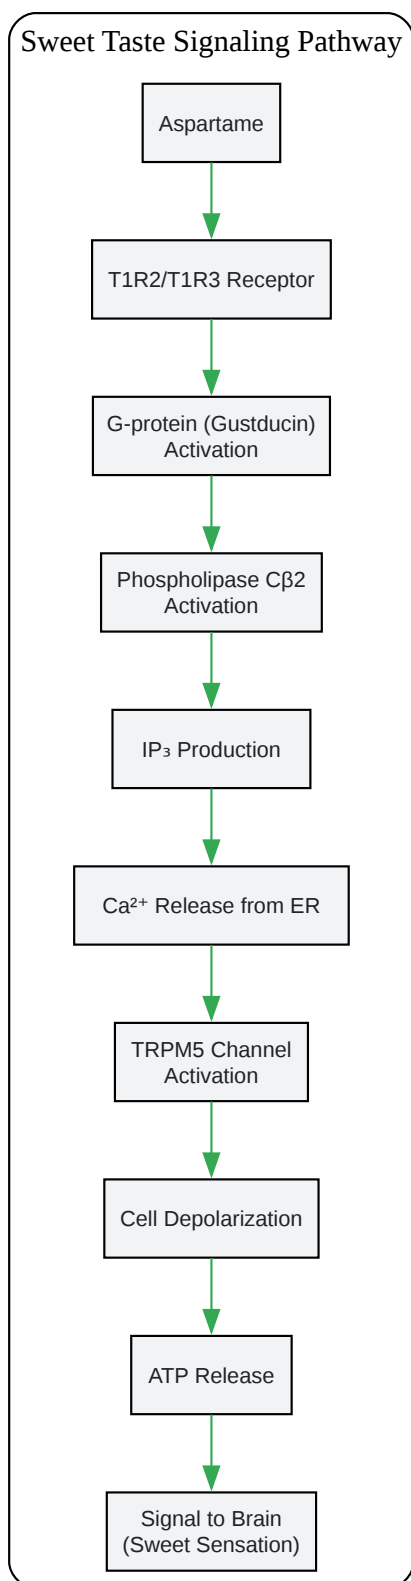 Sweet Taste Signaling Pathway
Aspartame
T1R2/T1R3 Receptor
G-protein (Gustducin)
Activation
Phospholipase Cβ2
Activation
IP₃ Production
Ca²⁺ Release from ER
TRPM5 Channel
Activation
Cell Depolarization
ATP Release
Signal to Brain
(Sweet Sensation)